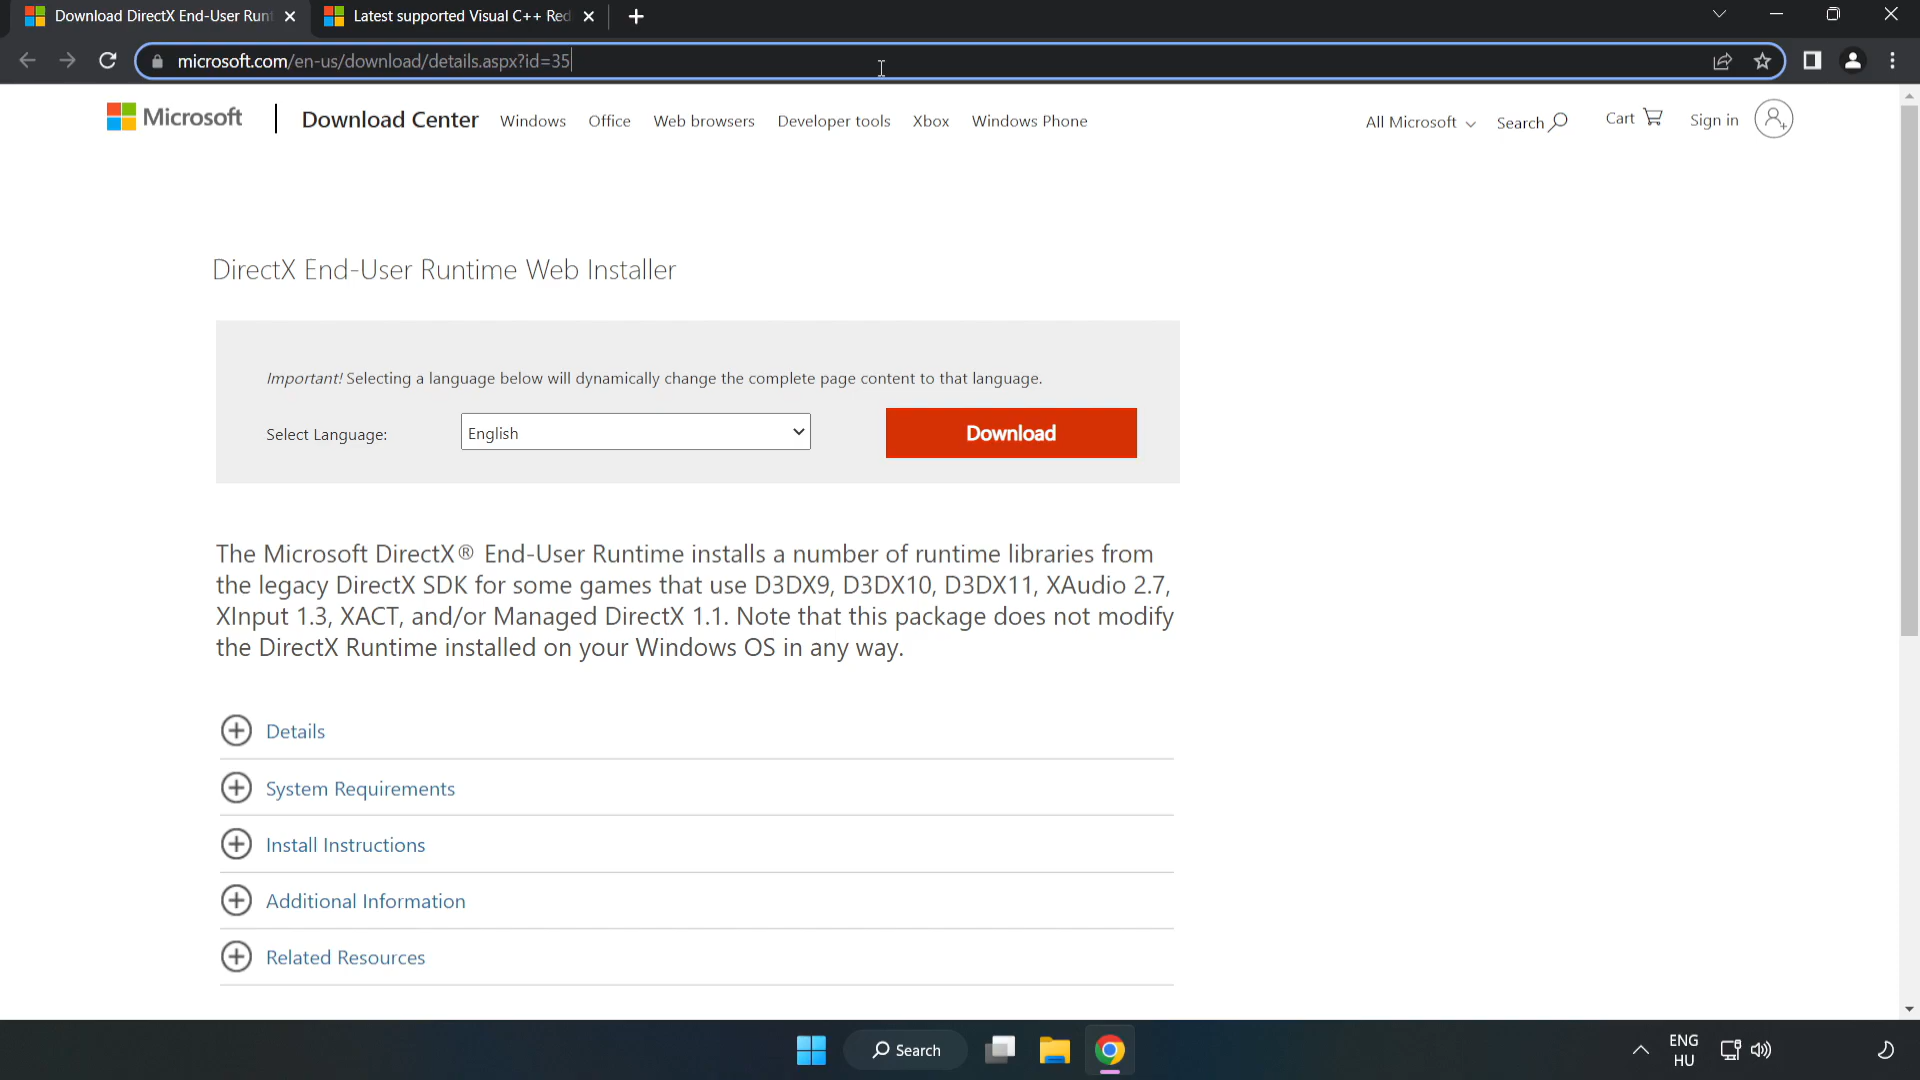 Download DirectX End-User Runt
Latest supported Visual C++ Red
microsoft.com/en-us/download/details.aspx?id=35
Microsoft
Download Center
Windows
Office
Web browsers
Developer tools
Xbox
Windows Phone
All Microsoft
Search
Cart
Sign in
DirectX End-User Runtime Web Installer
Important! Selecting a language below will dynamically change the complete page content to that language.
Select Language:
English
Download
The Microsoft DirectX® End-User Runtime installs a number of runtime libraries from
the legacy DirectX SDK for some games that use D3DX9, D3DX10, D3DX11, XAudio 2.7,
XInput 1.3, XACT, and/or Managed DirectX 1.1. Note that this package does not modify
the DirectX Runtime installed on your Windows OS in any way.
Details
System Requirements
Install Instructions
Additional Information
Related Resources
Search
ENG
HU